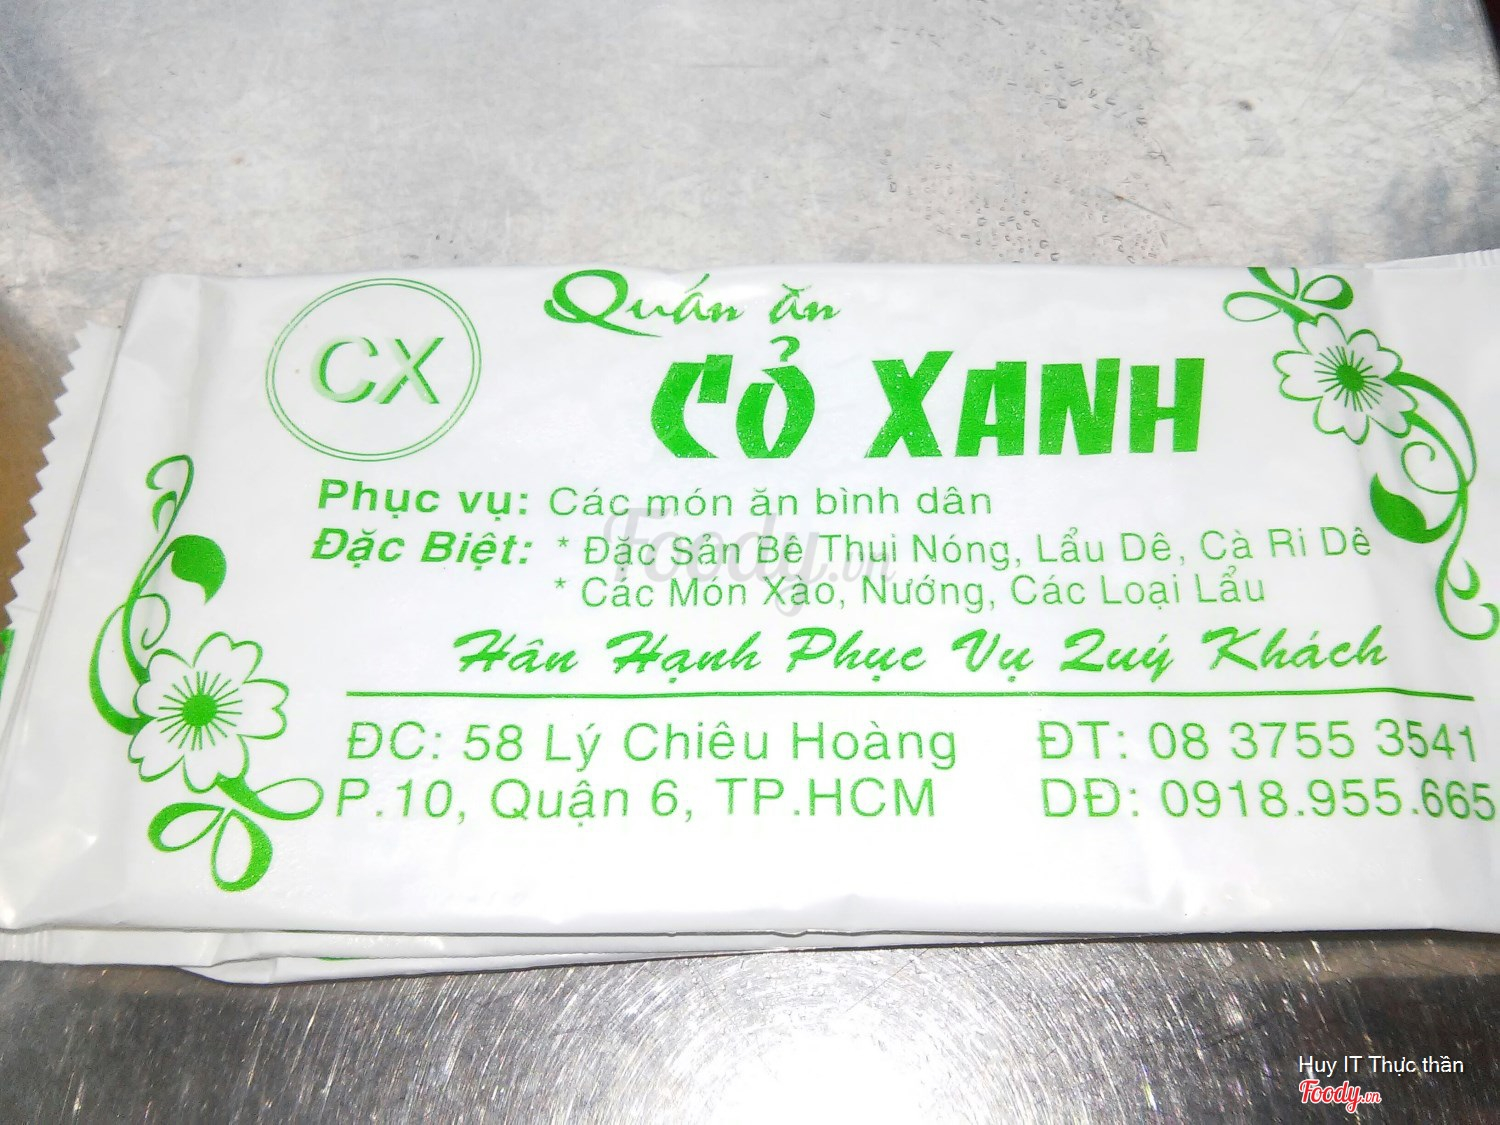 CX
Quán ăn
CỎ XANH
Phục vụ: Các món ăn bình dân
Đặc Biệt: * Đặc Sản Bê Thui Nóng, Lẩu Dê, Cà Ri Dê
* Các Món Xào, Nướng, Các Loại Lẩu
Hân Hạnh Phục Vụ Quý Khách
ĐC: 58 Lý Chiêu Hoàng
P.10, Quận 6, TP.HCM
ĐT: 08 3755 3541
DĐ: 0918.955.665
Foody.vn
Huy IT Thực thần
Foody.vn